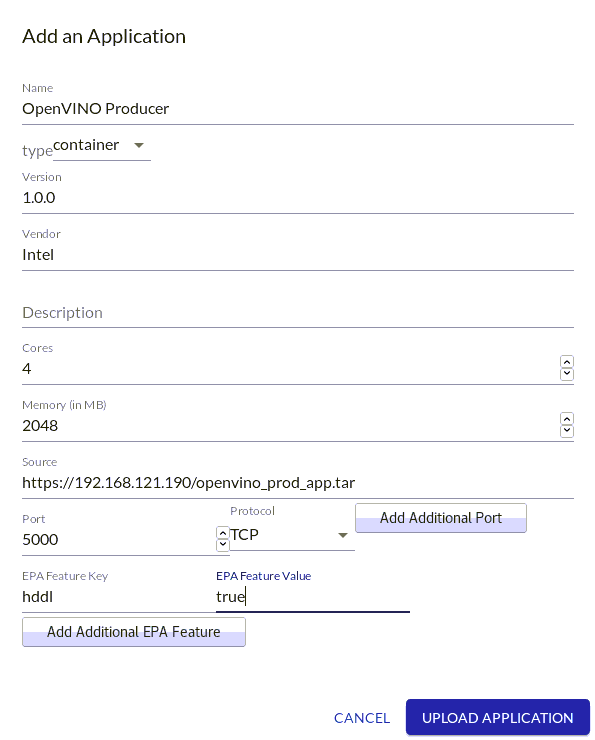 Add an Application
Name
OpenVINO Producer
type container
Version
1.0.0
Vendor
Intel
Description
Cores
4
Memory (in MB)
2048
Source
https://192.168.121.190/openvino_prod_app.tar
Port
5000
Protocol
TCP
Add Additional Port
EPA Feature Key
hddl
EPA Feature Value
true
Add Additional EPA Feature
CANCEL
UPLOAD APPLICATION